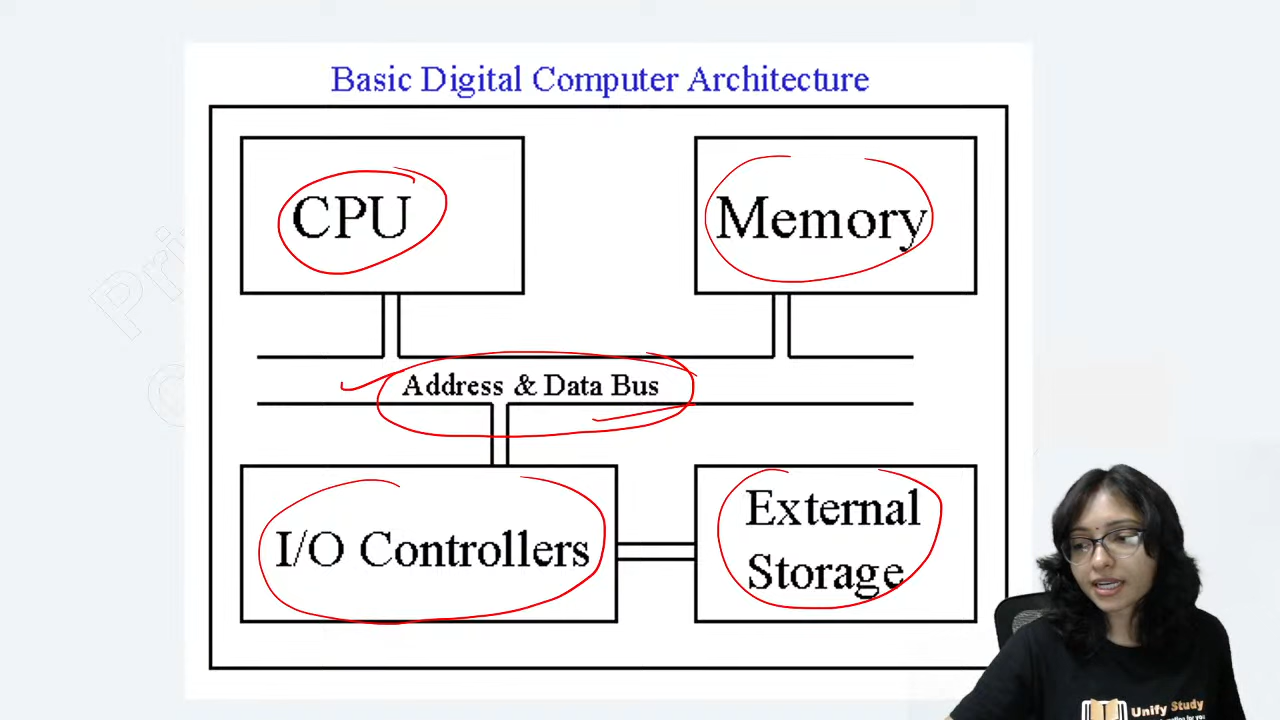 Basic Digital Computer Architecture
CPU
Memory
Address & Data Bus
I/O Controllers
External
Storage
Unify Study